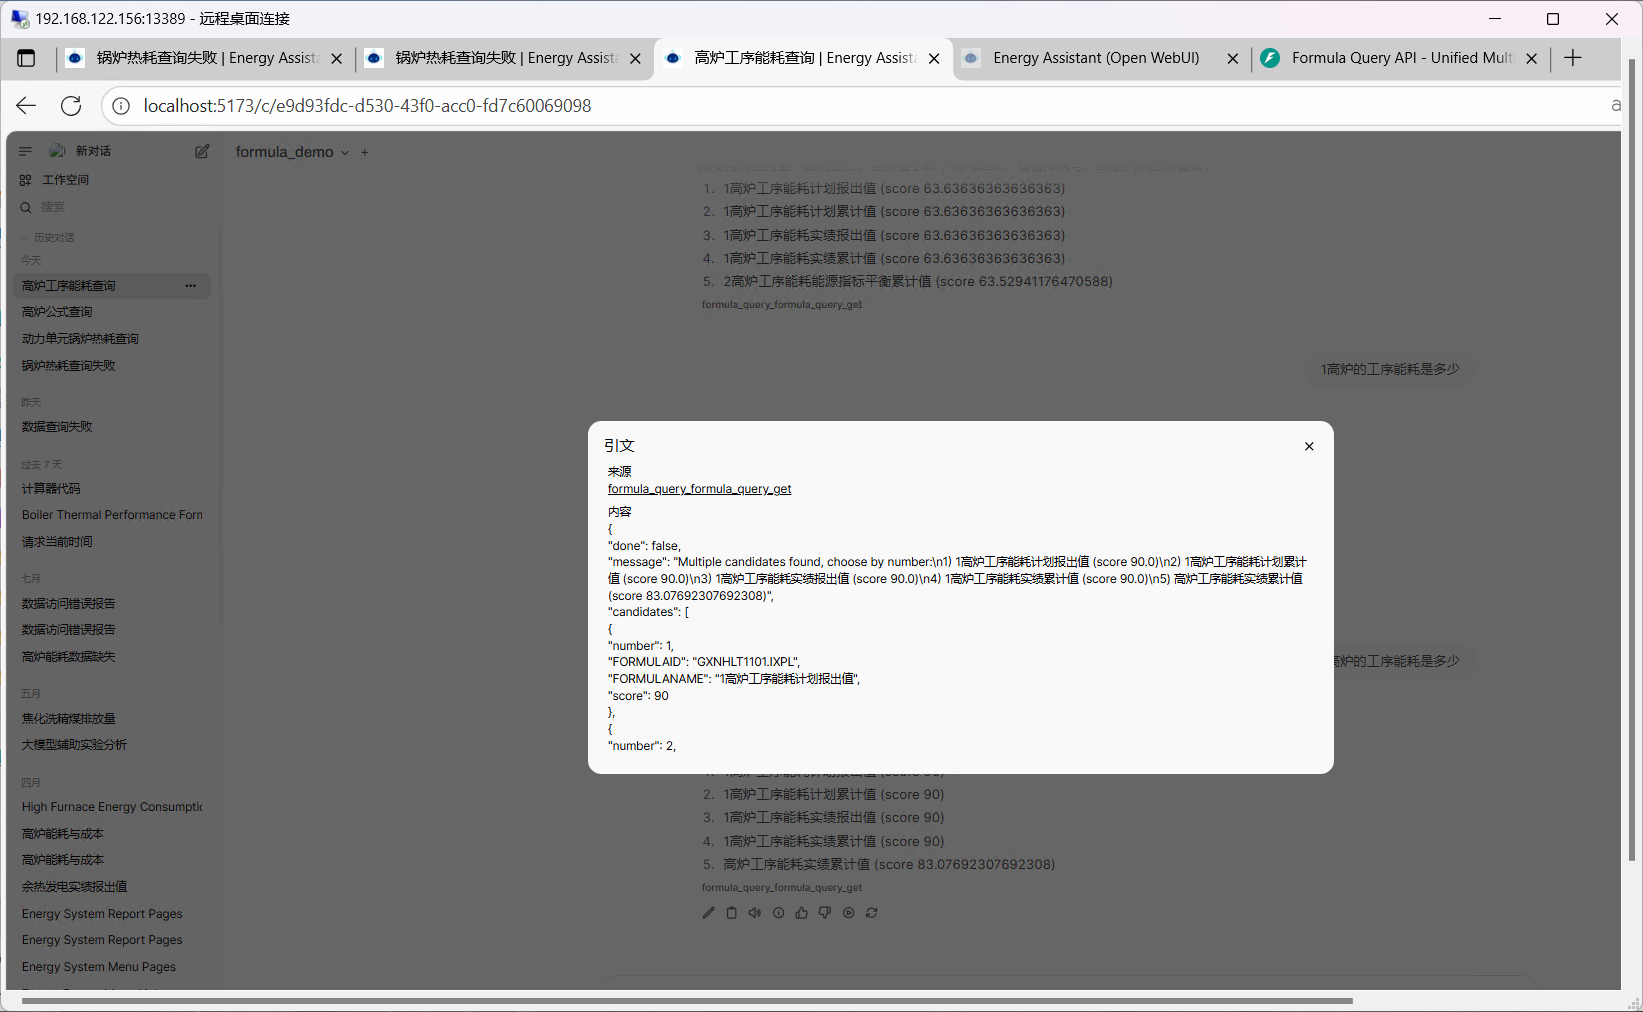 192.168.122.156:13389 - 远程桌面连接
锅炉热耗查询失败 | Energy Assista
锅炉热耗查询失败 | Energy Assista
高炉工序能耗查询 | Energy Assista
Energy Assistant (Open WebUI)
Formula Query API - Unified Mult
localhost:5173/c/e9d93fdc-d530-43f0-acc0-fd7c60069098
新对话
formula_demo
工作空间
搜索
历史对话
今天
高炉工序能耗查询
高炉公式查询
动力单元锅炉热耗查询
锅炉热耗查询失败
昨天
数据查询失败
过去 7 天
计算器代码
Boiler Thermal Performance Form
请求当前时间
七月
数据访问错误报告
数据访问错误报告
高炉能耗数据缺失
五月
焦化洗精煤排放量
大模型辅助实验分析
四月
High Furnace Energy Consumptic
高炉能耗与成本
高炉能耗与成本
余热发电实绩报出值
Energy System Report Pages
Energy System Report Pages
Energy System Menu Pages
1. 1高炉工序能耗计划报出值 (score 63.63636363636363)
2. 1高炉工序能耗计划累计值 (score 63.63636363636363)
3. 1高炉工序能耗实绩报出值 (score 63.63636363636363)
4. 1高炉工序能耗实绩累计值 (score 63.63636363636363)
5. 2高炉工序能耗能源指标平衡累计值 (score 63.52941176470588)
formula_query_formula_query_get
1高炉的工序能耗是多少
引文
来源
formula_query_formula_query_get
内容
{
"done": false,
"message": "Multiple candidates found, choose by number:\n1) 1高炉工序能耗计划报出值 (score 90.0)\n2) 1高炉工序能耗计划累计
值 (score 90.0)\n3) 1高炉工序能耗实绩报出值 (score 90.0)\n4) 1高炉工序能耗实绩累计值 (score 90.0)\n5) 高炉工序能耗实绩累计值
(score 83.07692307692308)",
"candidates": [
{
"number": 1,
"FORMULAID": "GXNHLT1101.IXPL",
"FORMULANAME": "1高炉工序能耗计划报出值",
"score": 90
},
{
"number": 2,
高炉的工序能耗是多少
1. 1高炉工序能耗计划报出值 (score 90)
2. 1高炉工序能耗计划累计值 (score 90)
3. 1高炉工序能耗实绩报出值 (score 90)
4. 1高炉工序能耗实绩累计值 (score 90)
5. 高炉工序能耗实绩累计值 (score 83.07692307692308)
formula_query_formula_query_get